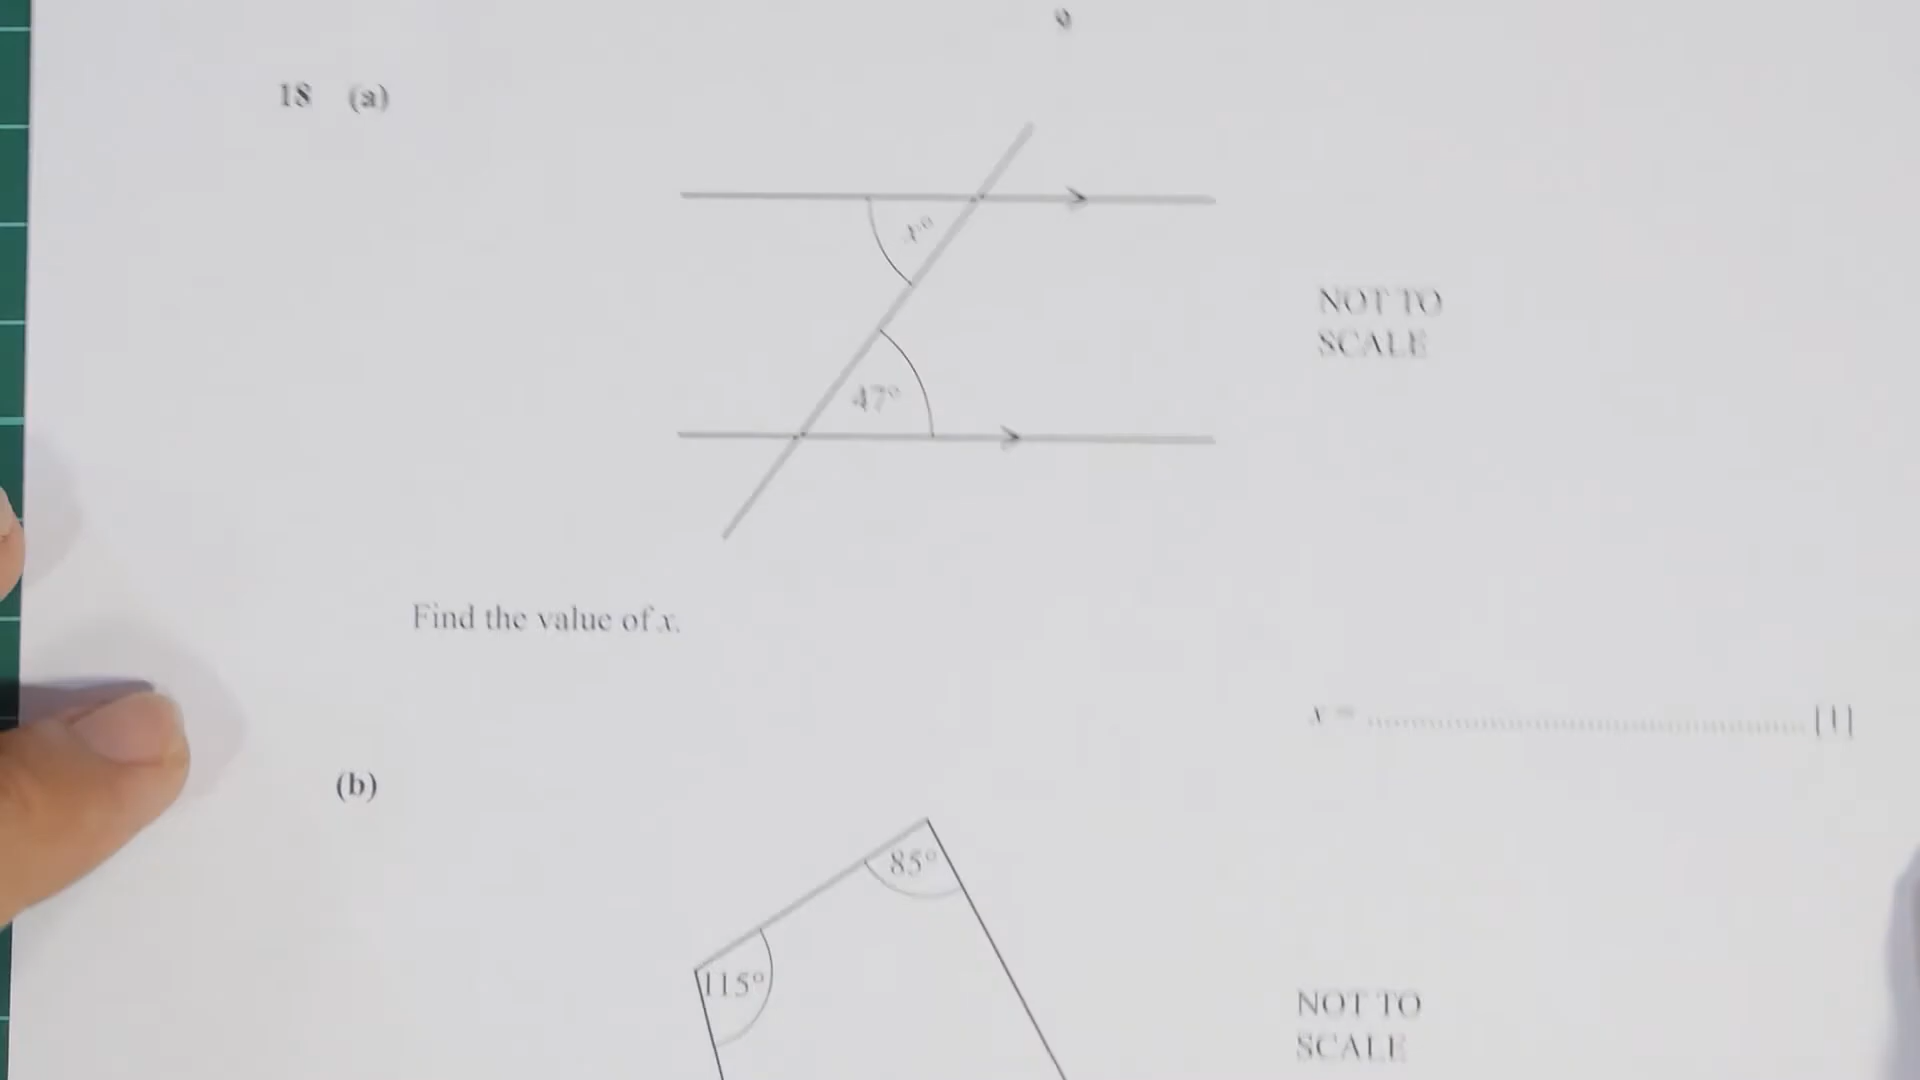 18 (a)
x°
NOT TO
SCALE
47°
Find the value of x.
x = ........................................ [1]
(b)
85°
115°
NOT TO
SCALE